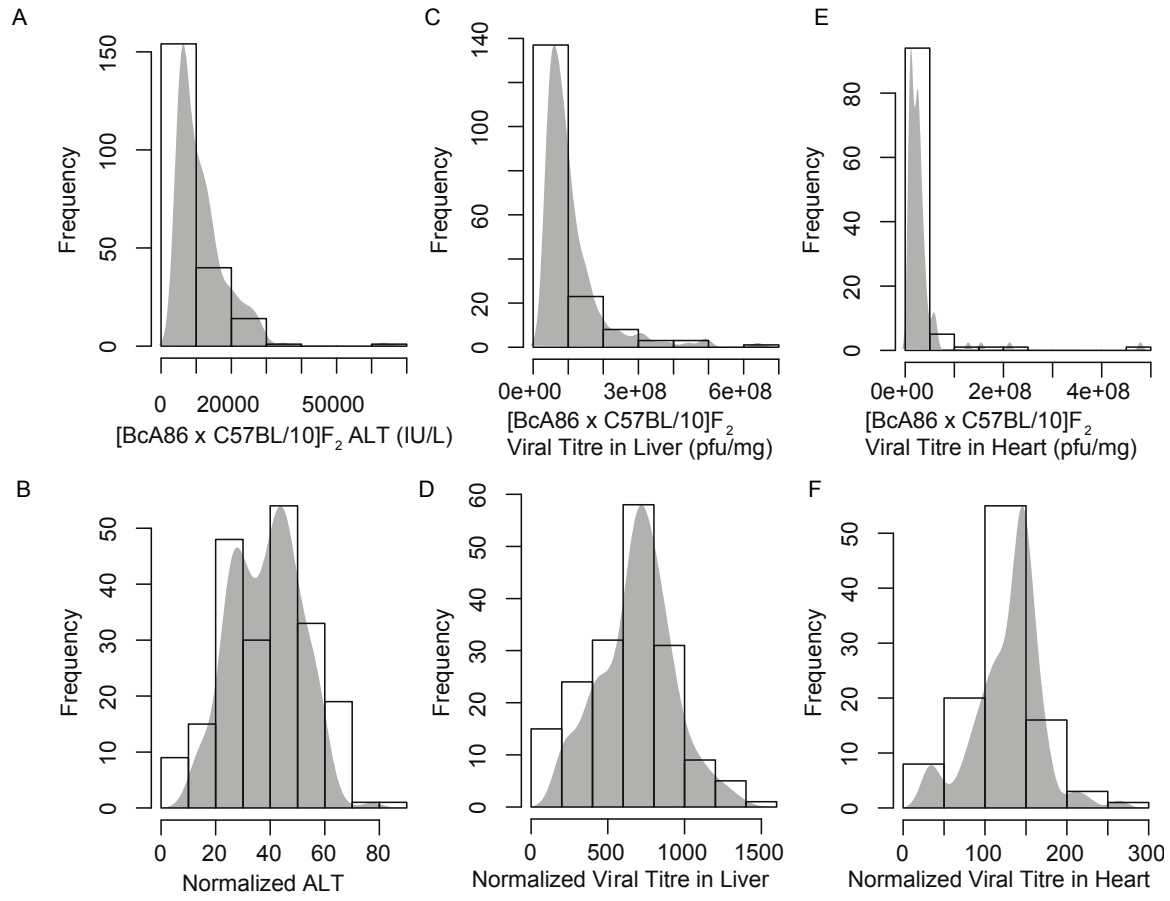 A
C
E
Frequency
0
50
100
150
0
20000
50000
[BcA86 x C57BL/10]F₂ ALT (IU/L)
Frequency
0
20
60
100
140
0e+00
3e+08
6e+08
[BcA86 x C57BL/10]F₂
Viral Titre in Liver (pfu/mg)
Frequency
0
20
40
60
80
0e+00
2e+08
4e+08
[BcA86 x C57BL/10]F₂
Viral Titre in Heart (pfu/mg)
B
D
F
Frequency
0
10
20
30
40
50
0
20
40
60
80
Normalized ALT
Frequency
0
10
20
30
40
50
60
0
500
1000
1500
Normalized Viral Titre in Liver
Frequency
0
10
20
30
40
50
0
50
100
150
200
300
Normalized Viral Titre in Heart